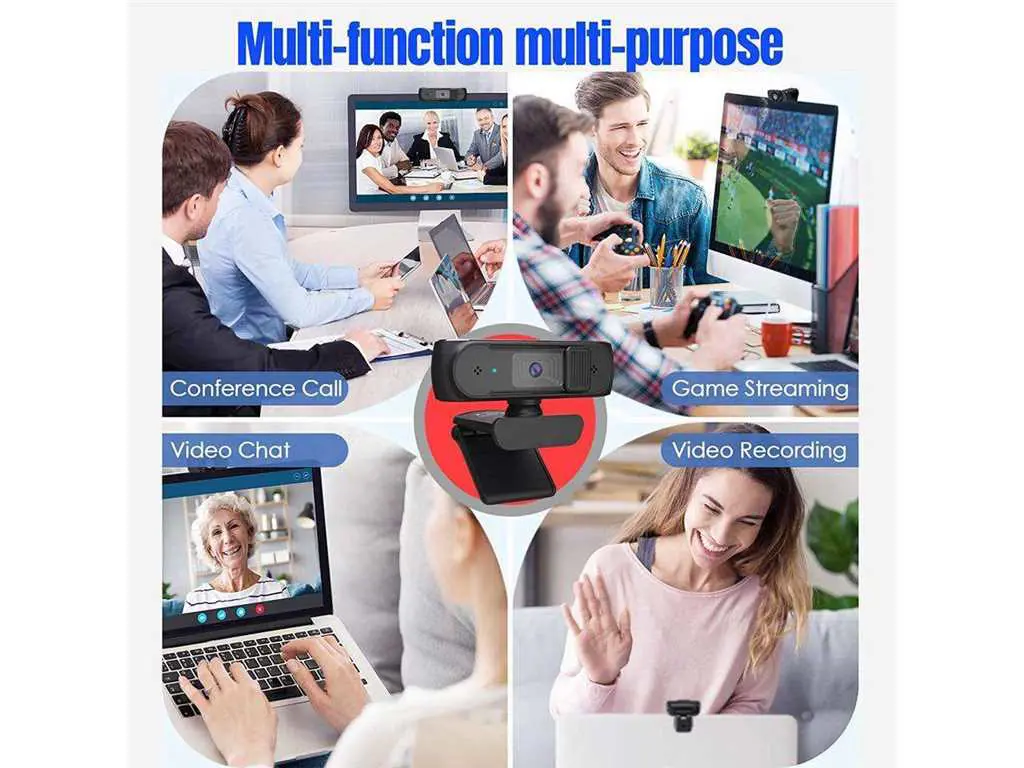 Multi-function multi-purpose
Conference Call
Game Streaming
Video Chat
Video Recording